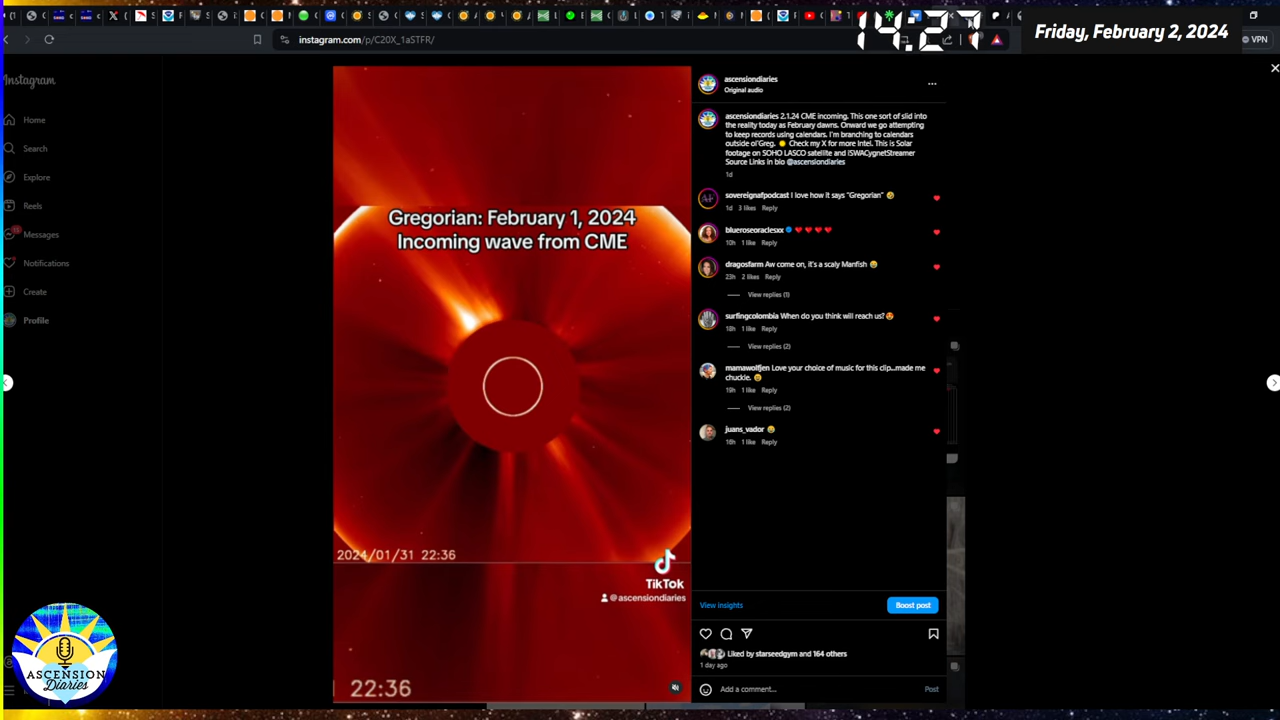 instagram.com/p/C20X_1aSTFR/
14:27
Friday, February 2, 2024
VPN
Instagram
Home
Search
Explore
Reels
Messages
Notifications
Create
Profile
Gregorian: February 1, 2024
Incoming wave from CME
2024/01/31 22:36
TikTok
@ascensiondiaries
22:36
ascensiondiaries
Original audio
ascensiondiaries 2.1.24 CME incoming. This one sort of slid into
the reality today as February dawns. Onward we go attempting
to keep records using calendars. I'm branching to calendars
outside ol'Greg. Check my X for more Intel. This is Solar
footage on SOHO LASCO satellite and iSWACygnetStreamer
Source Links in bio @ascensiondiaries
1d
sovereignafpodcast I love how it says "Gregorian"
1d 3 likes Reply
blueroseoraclesxx
10h 1 like Reply
dragosfarm Aw come on, it's a scaly Manfish
23h 2 likes Reply
View replies (1)
surfingcolombia When do you think will reach us?
18h 1 like Reply
View replies (2)
mamawolfjen Love your choice of music for this clip...made me
chuckle.
19h 1 like Reply
View replies (2)
juans_vador
16h 1 like Reply
View insights
Boost post
Liked by starseedgym and 164 others
1 day ago
Add a comment...
Post
ASCENSION
Diaries